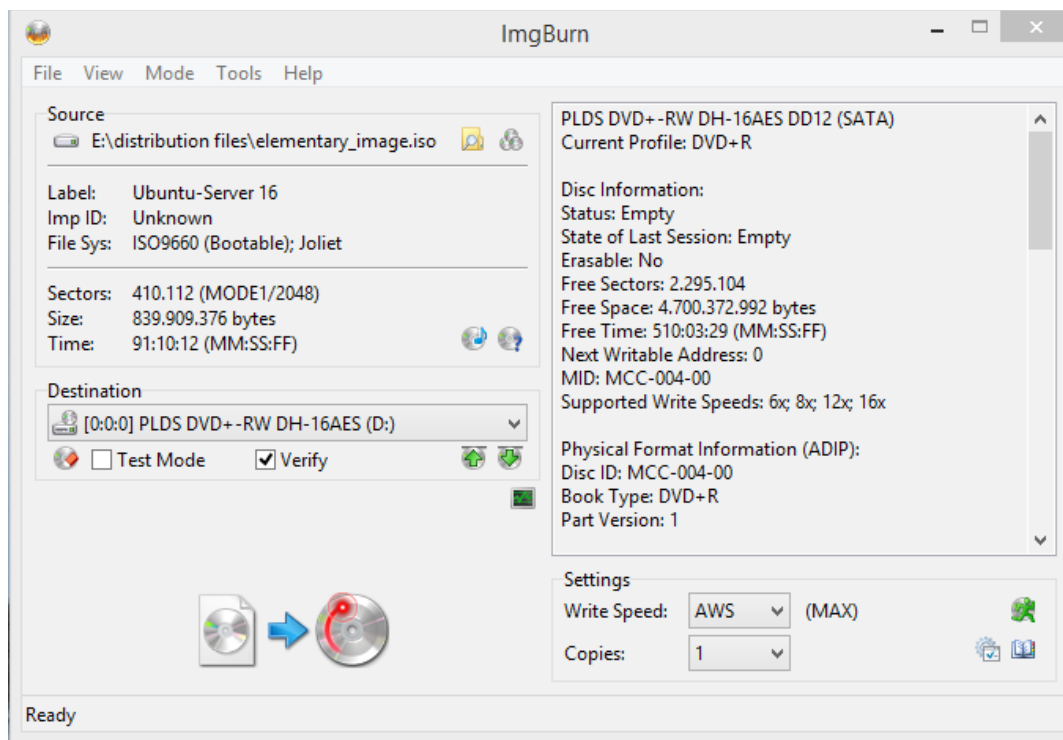 ImgBurn
File View Mode Tools Help
Source
E:\distribution files\elementary_image.iso
Label: Ubuntu-Server 16
Imp ID: Unknown
File Sys: ISO9660 (Bootable); Joliet
Sectors: 410.112 (MODE1/2048)
Size: 839.909.376 bytes
Time: 91:10:12 (MM:SS:FF)
Destination
[0:0:0] PLDS DVD+-RW DH-16AES (D:)
Test Mode Verify
PLDS DVD+-RW DH-16AES DD12 (SATA)
Current Profile: DVD+R
Disc Information:
Status: Empty
State of Last Session: Empty
Erasable: No
Free Sectors: 2.295.104
Free Space: 4.700.372.992 bytes
Free Time: 510:03:29 (MM:SS:FF)
Next Writable Address: 0
MID: MCC-004-00
Supported Write Speeds: 6x; 8x; 12x; 16x
Physical Format Information (ADIP):
Disc ID: MCC-004-00
Book Type: DVD+R
Part Version: 1
Settings
Write Speed: AWS (MAX)
Copies: 1
Ready